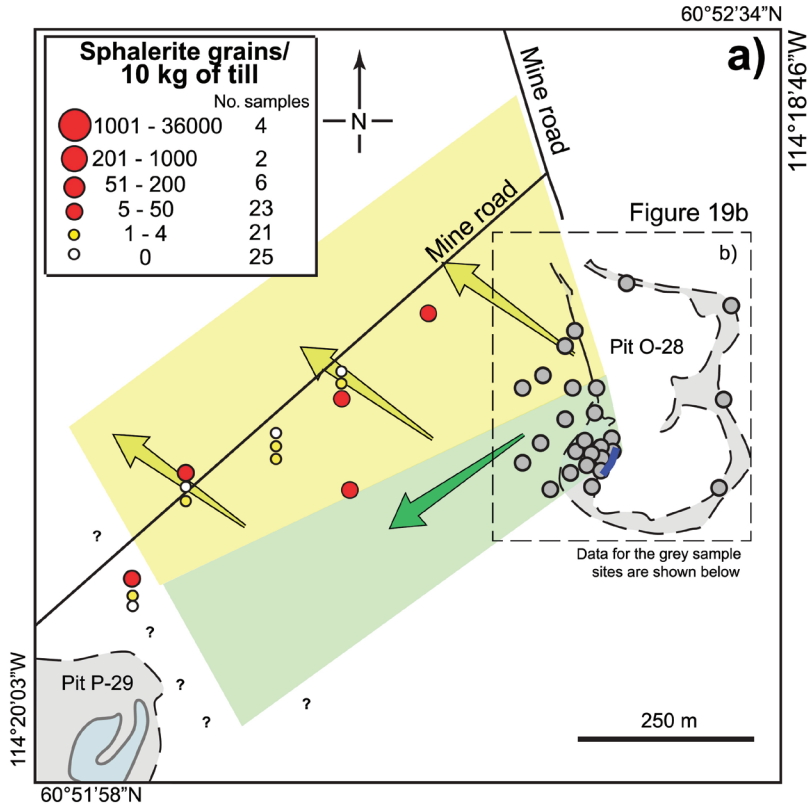 60°52’34”N
a)
114°18’46”W
Sphalerite grains/
10 kg of till
No. samples
1001 - 36000 4
201 - 1000 2
51 - 200 6
5 - 50 23
1 - 4 21
0 25
N
Mine road
Mine road
Figure 19b
b)
Pit O-28
Data for the grey sample
sites are shown below
?
?
?
?
?
Pit P-29
250 m
114°20’03”W
60°51’58”N